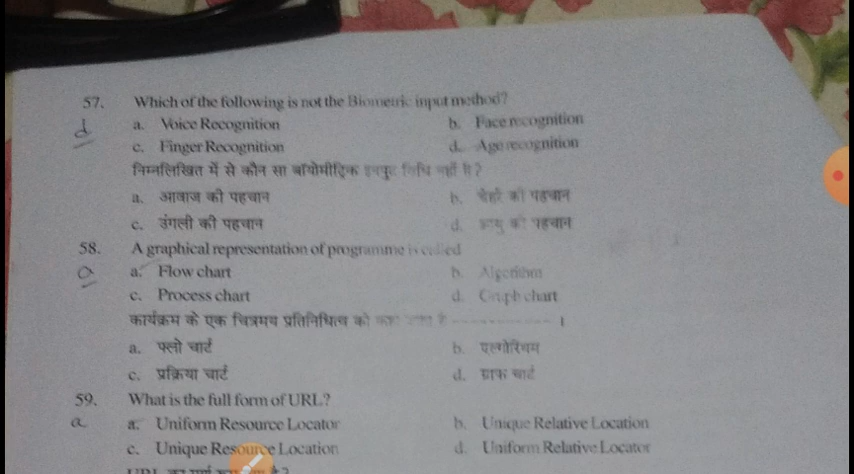 57. Which of the following is not the Biometric input method?
d
a. Voice Recognition b. Face recognition
c. Finger Recognition d. Age recognition
निम्नलिखित में से कौन सा बॉयोमीट्रिक इनपुट विधि नहीं है?
a. आवाज की पहचान b. चेहरे की पहचान
c. उंगली की पहचान d. आयु की पहचान
58. A graphical representation of programme is called
a
a. Flow chart b. Algorithm
c. Process chart d. Graph chart
कार्यक्रम के एक चित्रमय प्रतिनिधित्व को कहा जाता है --------------- ।
a. फ्लो चार्ट b. एल्गोरिथम
c. प्रक्रिया चार्ट d. ग्राफ चार्ट
59. What is the full form of URL?
a
a. Uniform Resource Locator b. Unique Relative Location
c. Unique Resource Location d. Uniform Relative Locator